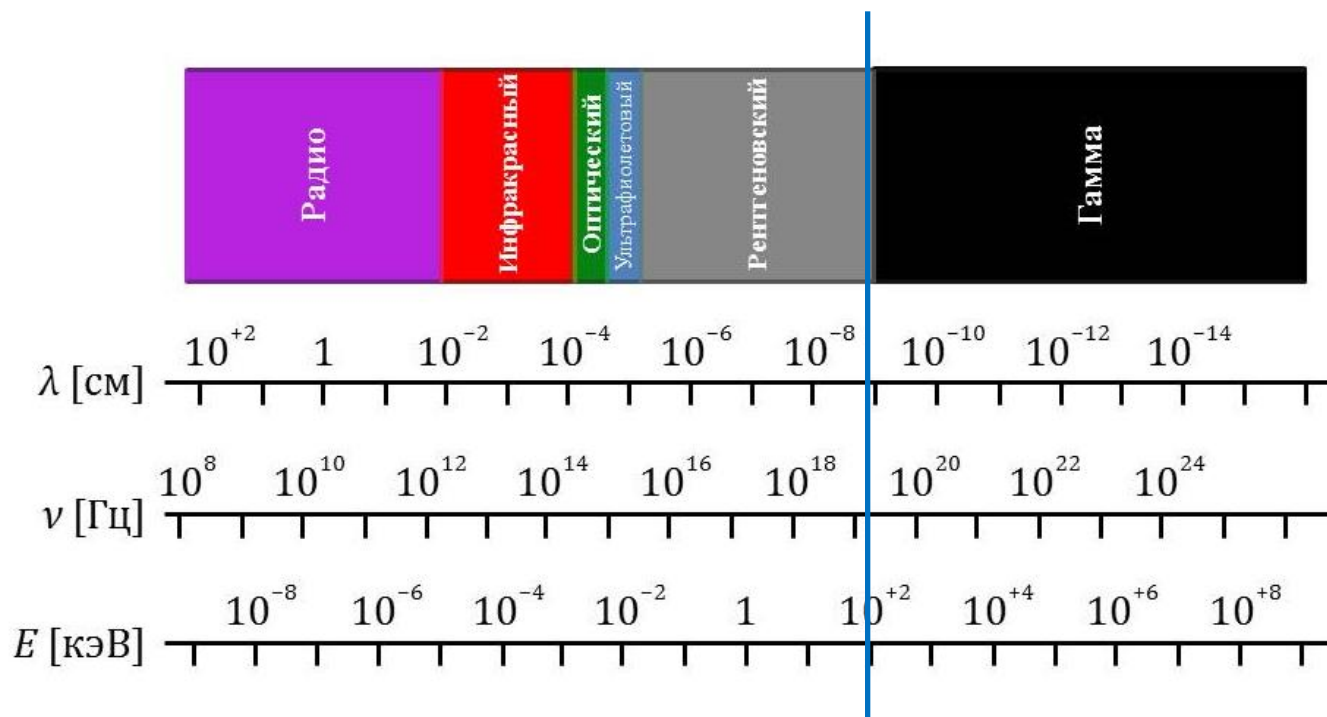 Радио
Инфракрасный
Оптический
Ультрафиолетовый
Рентгеновский
Гамма
λ [см] 10⁺² 1 10⁻² 10⁻⁴ 10⁻⁶ 10⁻⁸ 10⁻¹⁰ 10⁻¹² 10⁻¹⁴
ν [Гц] 10⁸ 10¹⁰ 10¹² 10¹⁴ 10¹⁶ 10¹⁸ 10²⁰ 10²² 10²⁴
E [кэВ] 10⁻⁸ 10⁻⁶ 10⁻⁴ 10⁻² 1 10⁺² 10⁺⁴ 10⁺⁶ 10⁺⁸